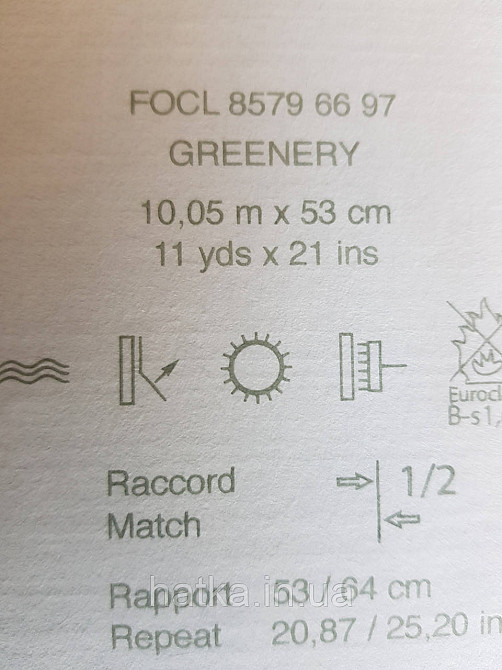 FOCL 8579 66 97
GREENERY
10,05 m x 53 cm
11 yds x 21 ins
Eurocl
B-s1,
Raccord
Match
1/2
Rapport 53 / 64 cm
Repeat 20,87 / 25,20 in
batka.in.ua